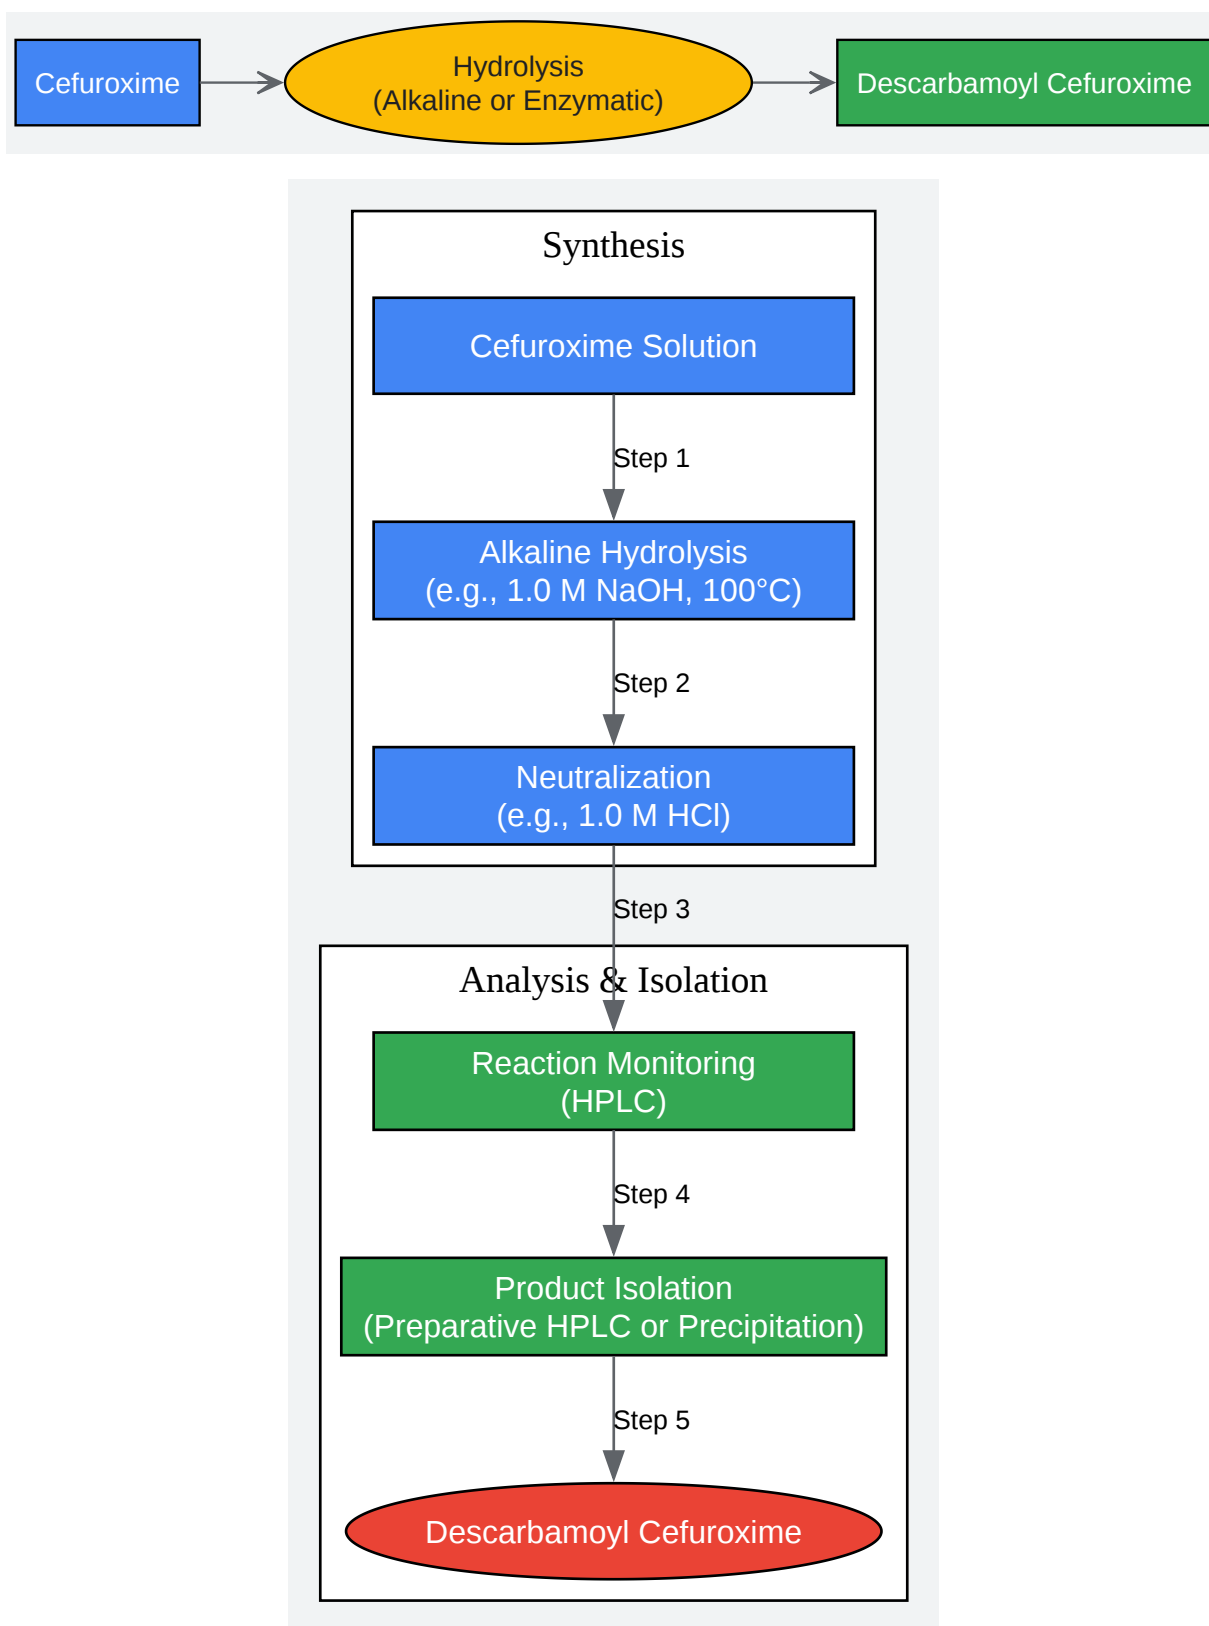 Cefuroxime
Hydrolysis
(Alkaline or Enzymatic)
Descarbamoyl Cefuroxime
Synthesis
Cefuroxime Solution
Step 1
Alkaline Hydrolysis
(e.g., 1.0 M NaOH, 100°C)
Step 2
Neutralization
(e.g., 1.0 M HCl)
Step 3
Analysis & Isolation
Reaction Monitoring
(HPLC)
Step 4
Product Isolation
(Preparative HPLC or Precipitation)
Step 5
Descarbamoyl Cefuroxime